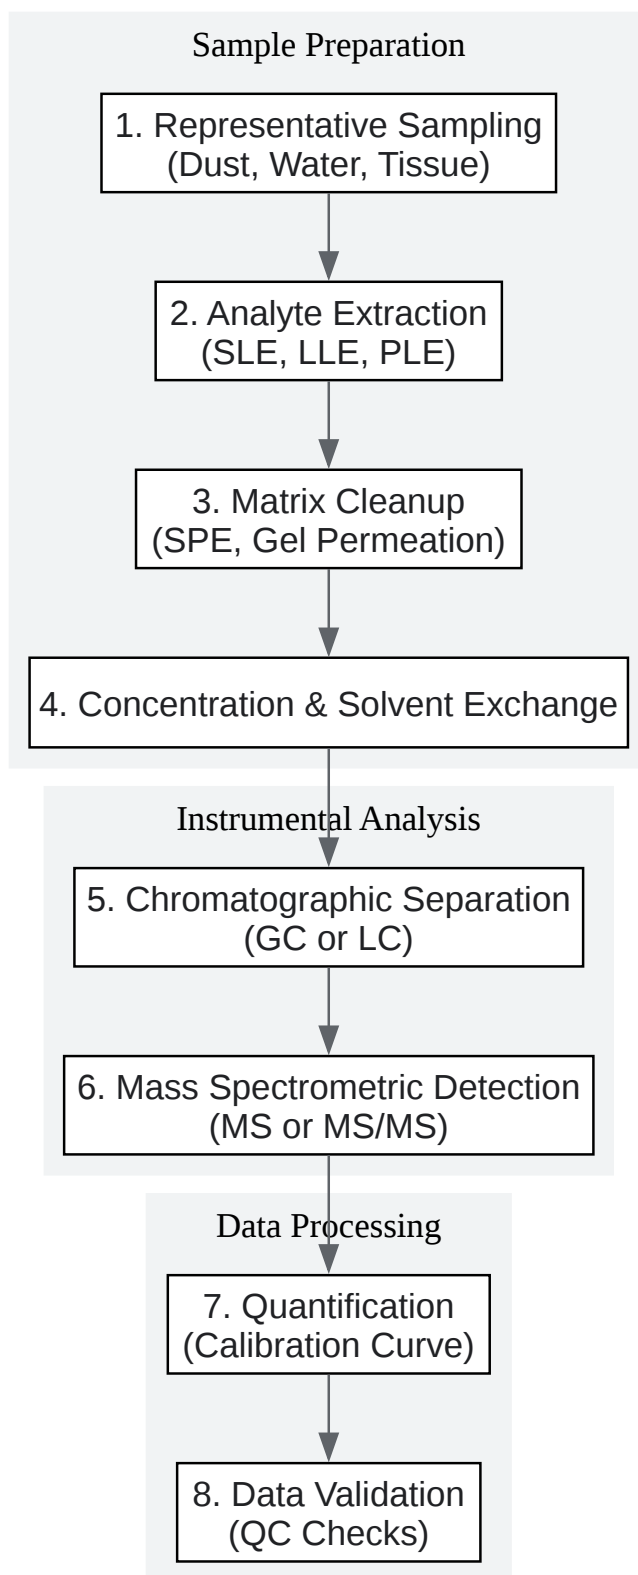 Sample Preparation
1. Representative Sampling
(Dust, Water, Tissue)
2. Analyte Extraction
(SLE, LLE, PLE)
3. Matrix Cleanup
(SPE, Gel Permeation)
4. Concentration & Solvent Exchange
Instrumental Analysis
5. Chromatographic Separation
(GC or LC)
6. Mass Spectrometric Detection
(MS or MS/MS)
Data Processing
7. Quantification
(Calibration Curve)
8. Data Validation
(QC Checks)